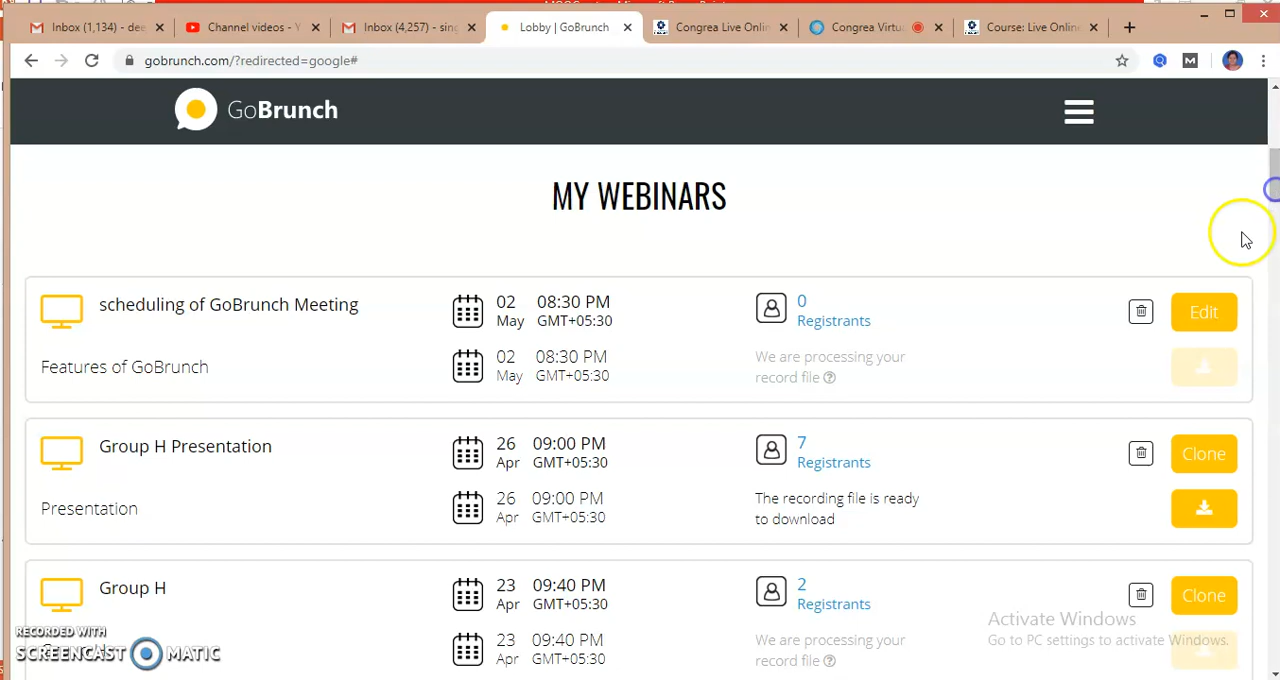 Inbox (1,134) - dee
Channel videos - Y
Inbox (4,257) - sing
Lobby | GoBrunch
Congrea Live Onlin
Congrea Virtu
Course: Live Online
gobrunch.com/?redirected=google#
M
GoBrunch
MY WEBINARS
scheduling of GoBrunch Meeting
02 May 08:30 PM GMT+05:30
0 Registrants
Edit
Features of GoBrunch
02 May 08:30 PM GMT+05:30
We are processing your
record file
Group H Presentation
26 Apr 09:00 PM GMT+05:30
7 Registrants
Clone
Presentation
26 Apr 09:00 PM GMT+05:30
The recording file is ready
to download
Group H
23 Apr 09:40 PM GMT+05:30
2 Registrants
Clone
23 Apr 09:40 PM GMT+05:30
We are processing your
record file
Activate Windows
Go to PC settings to activate Windows.
RECORDED WITH
SCREENCAST MATIC